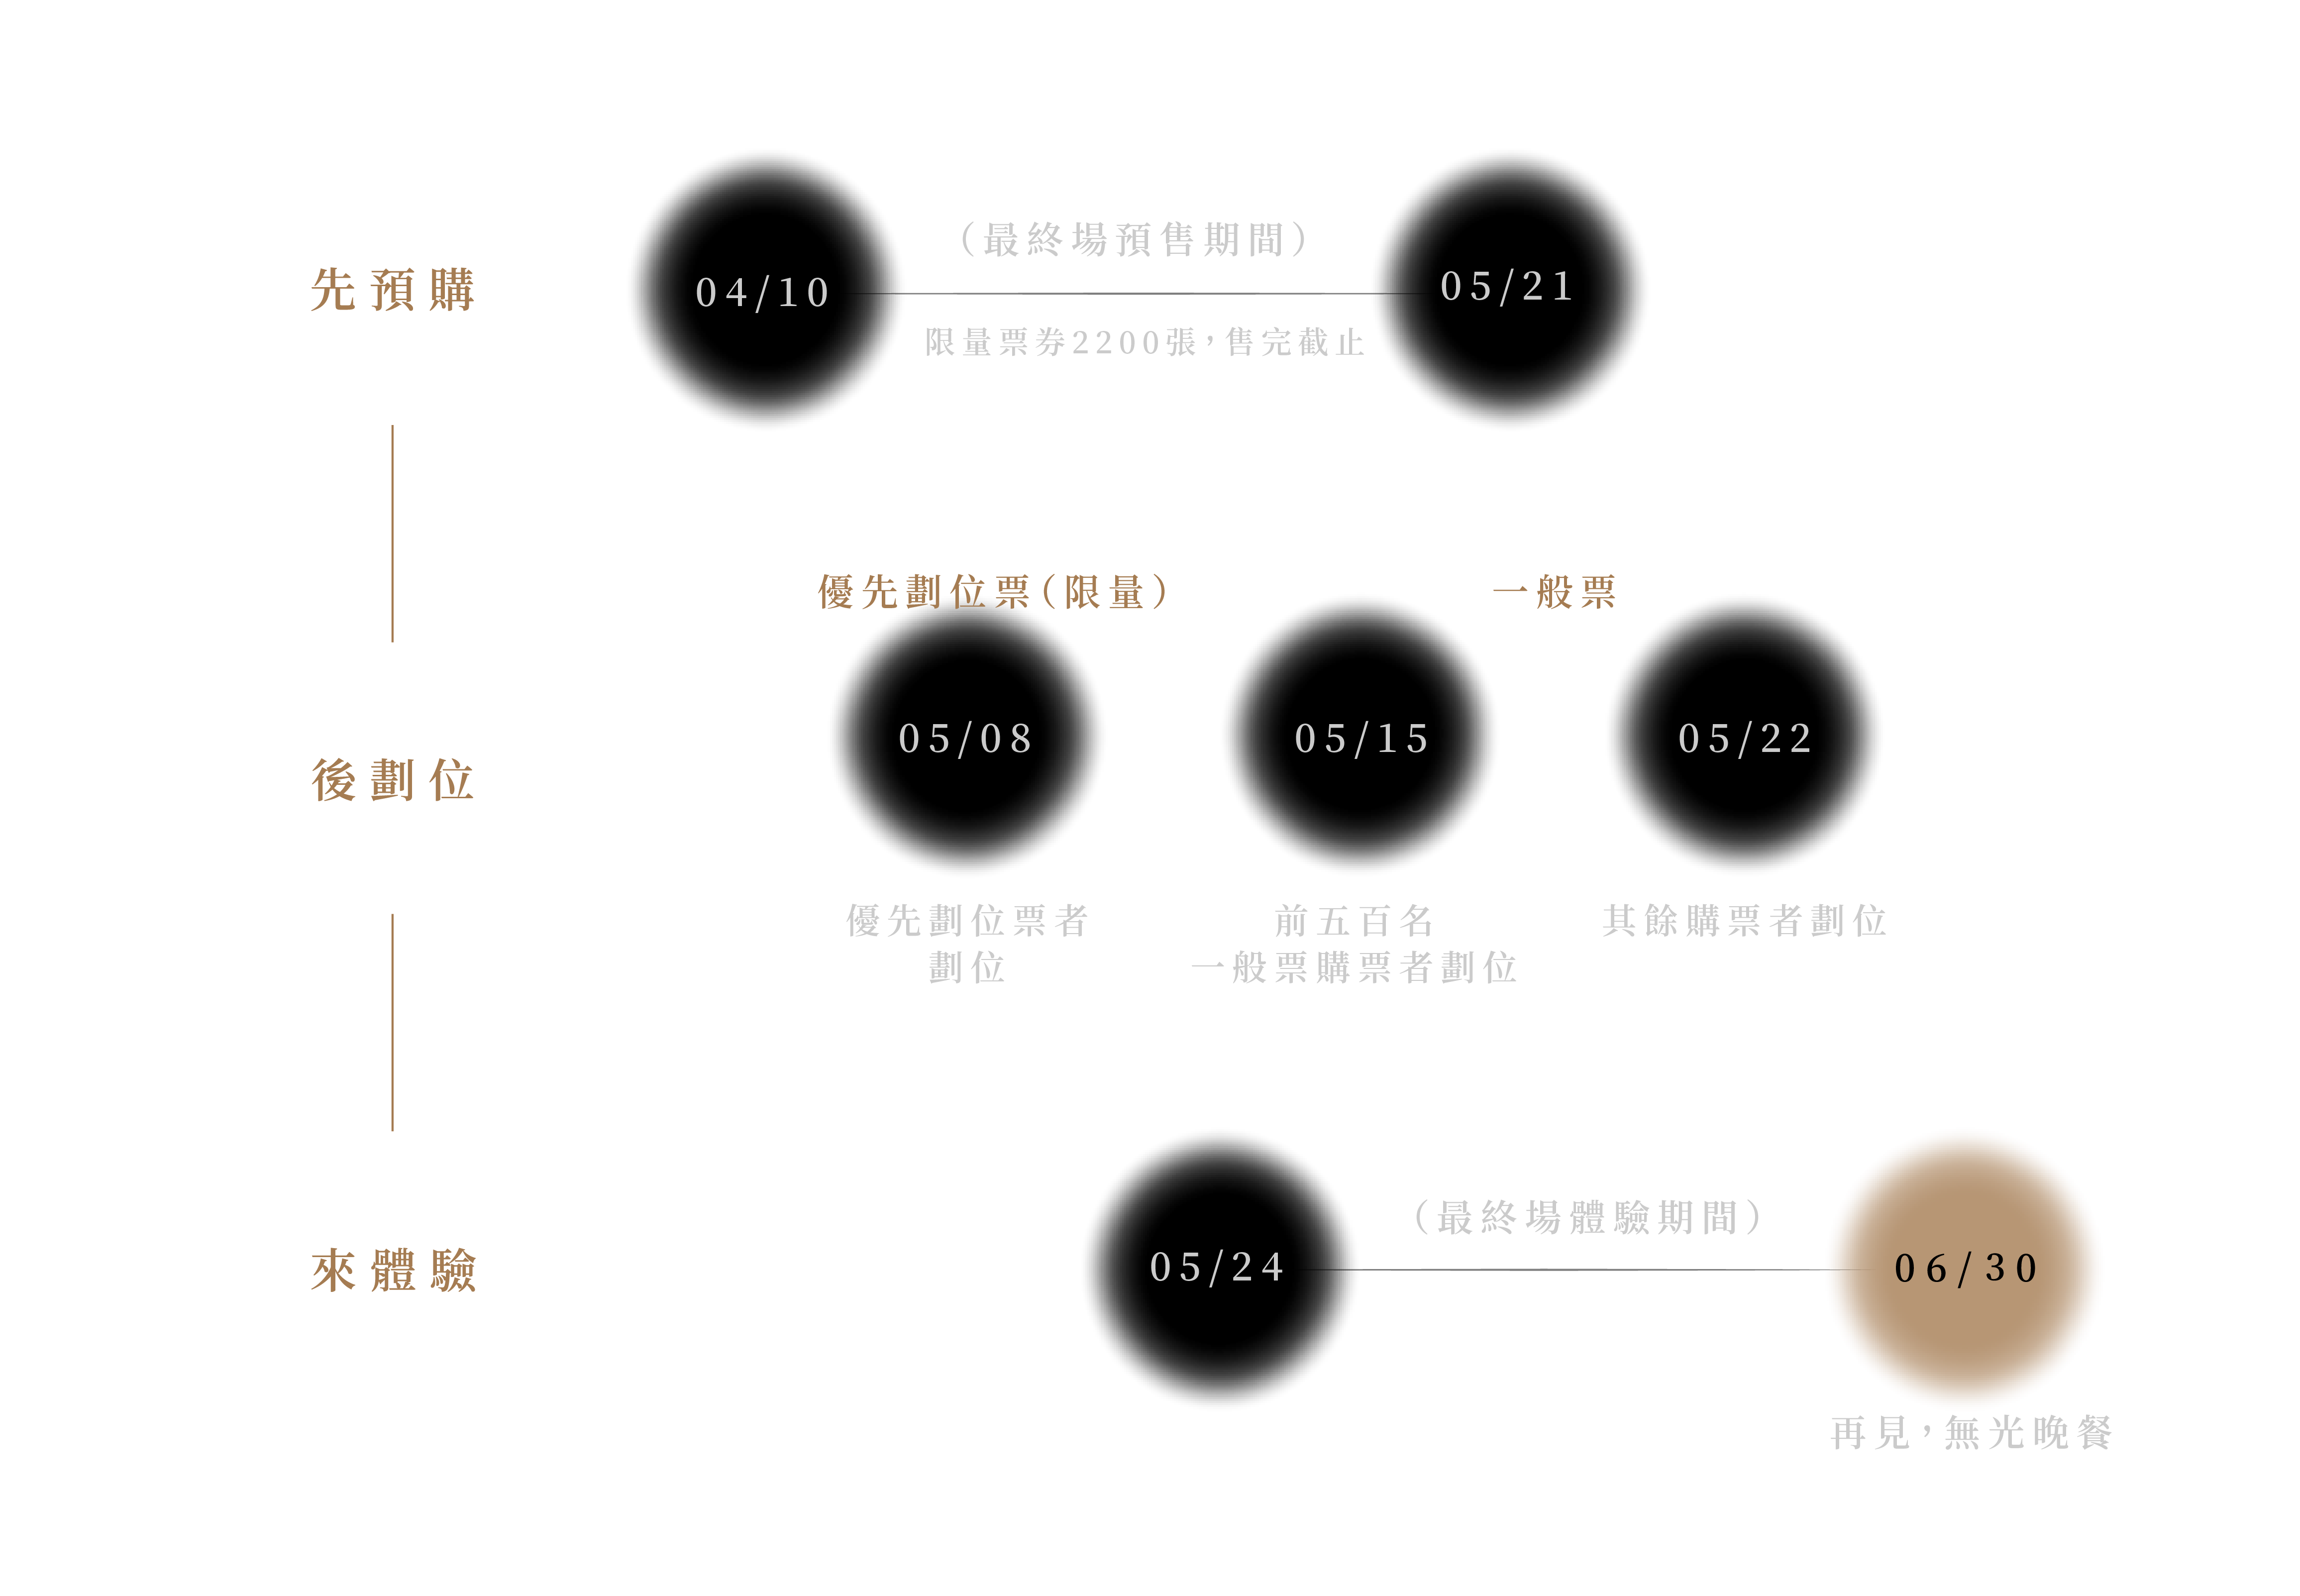 先預購
04/10
（最終場預售期間）
限量票券2200張，售完截止
05/21
後劃位
優先劃位票（限量）
一般票
05/08
優先劃位票者
劃位
05/15
前五百名
一般票購票者劃位
05/22
其餘購票者劃位
來體驗
05/24
（最終場體驗期間）
06/30
再見，無光晚餐